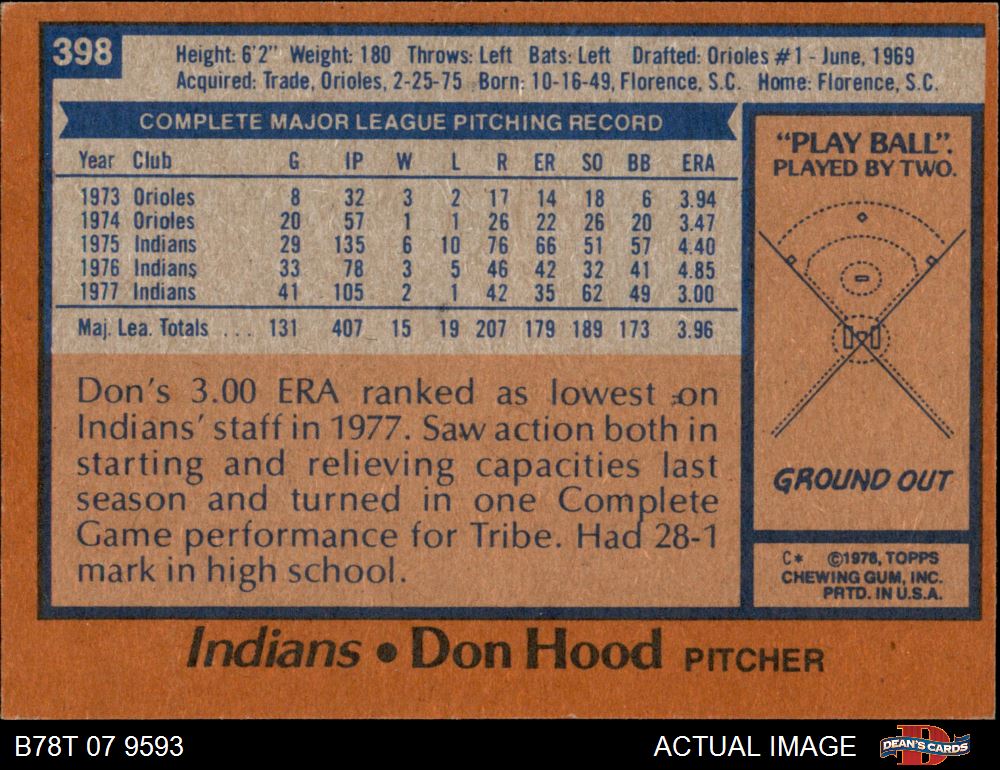 398
Height: 6'2" Weight: 180 Throws: Left Bats: Left Drafted: Orioles #1 - June, 1969
Acquired: Trade, Orioles, 2-25-75 Born: 10-16-49, Florence, S.C. Home: Florence, S.C.
COMPLETE MAJOR LEAGUE PITCHING RECORD
Year Club G IP W L R ER SO BB ERA
1973 Orioles 8 32 3 2 17 14 18 6 3.94
1974 Orioles 20 57 1 1 26 22 26 20 3.47
1975 Indians 29 135 6 10 76 66 51 57 4.40
1976 Indians 33 78 3 5 46 42 32 41 4.85
1977 Indians 41 105 2 1 42 35 62 49 3.00
Maj. Lea. Totals . . . 131 407 15 19 207 179 189 173 3.96
Don's 3.00 ERA ranked as lowest on
Indians' staff in 1977. Saw action both in
starting and relieving capacities last
season and turned in one Complete
Game performance for Tribe. Had 28-1
mark in high school.
"PLAY BALL".
PLAYED BY TWO.
GROUND OUT
C* ©1978, TOPPS
CHEWING GUM, INC.
PRTD. IN U.S.A.
Indians • Don Hood PITCHER
B78T 07 9593 ACTUAL IMAGE DEAN'S CARDS